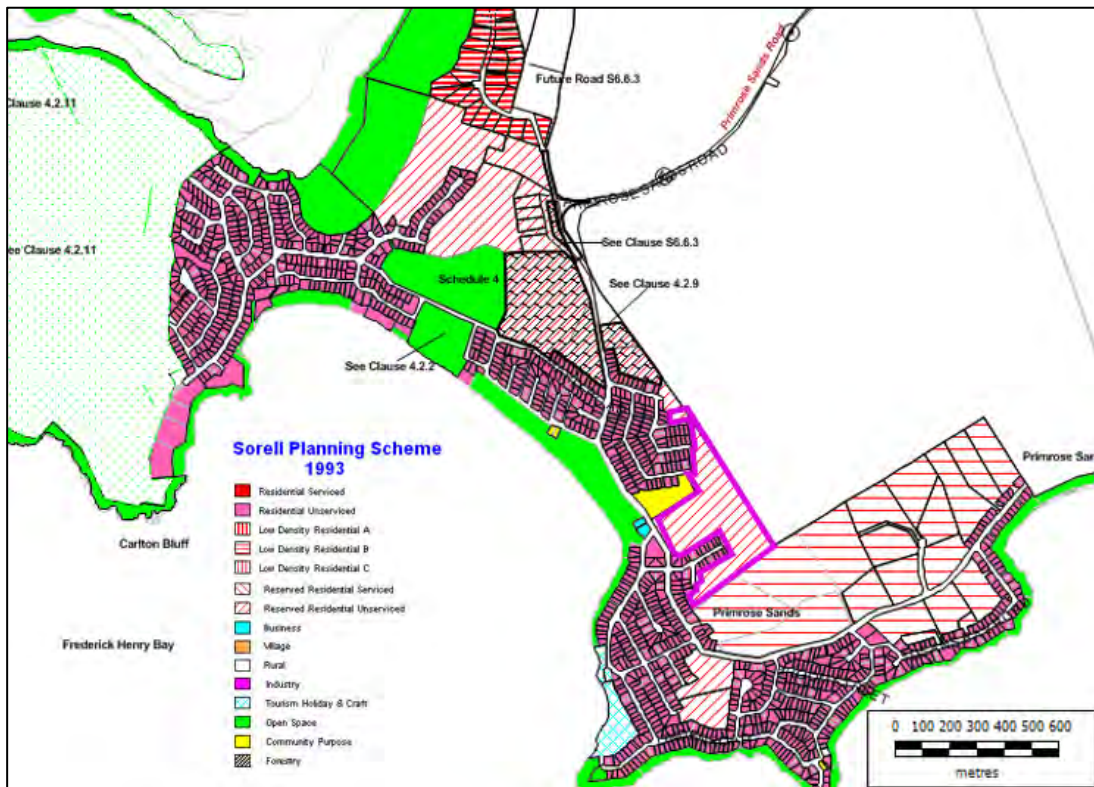 Future Road S6.6.3
Primrose Sands Road
See Clause 4.2.11
See Clause S6.6.3
See Clause 4.2.9
Schedule 4
See Clause 4.2.2
Primrose San
Carlton Bluff
Frederick Henry Bay
Primrose Sands
Sorell Planning Scheme
1993
Residential Serviced
Residential Unserviced
Low Density Residential A
Low Density Residential B
Low Density Residential C
Reserved Residential Serviced
Reserved Residential Unserviced
Business
Village
Rural
Industry
Tourism Holiday & Craft
Open Space
Community Purpose
Forestry
0 100 200 300 400 500 600
metres